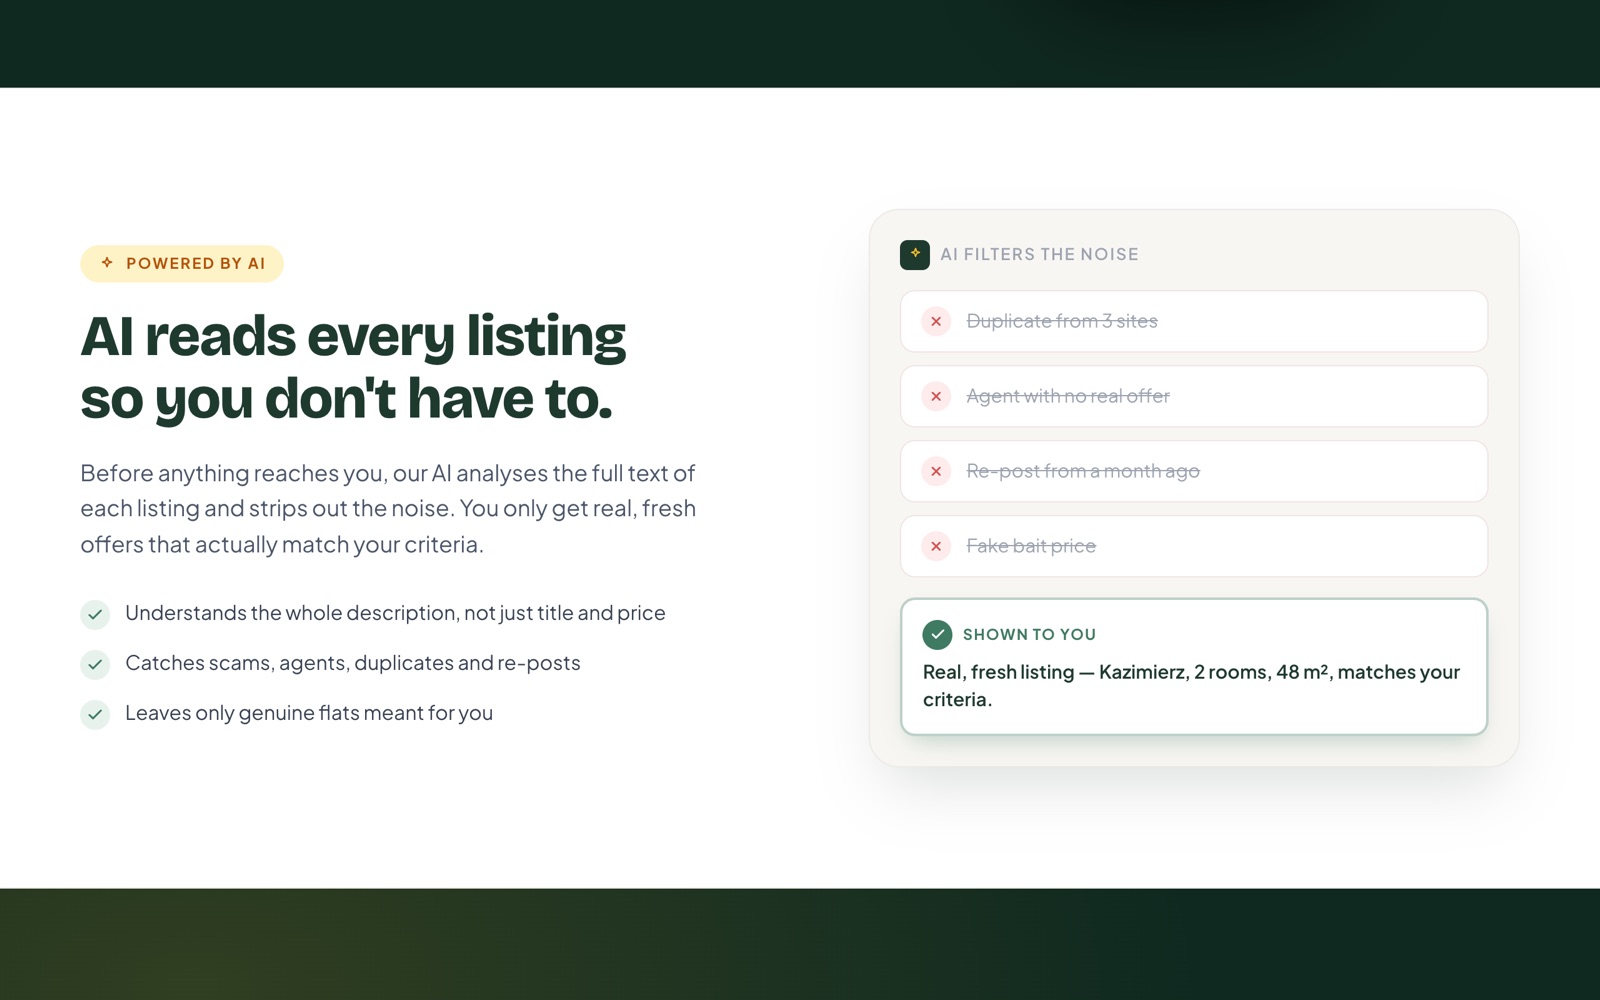 POWERED BY AI
AI reads every listing
so you don't have to.
Before anything reaches you, our AI analyses the full text of
each listing and strips out the noise. You only get real, fresh
offers that actually match your criteria.
Understands the whole description, not just title and price
Catches scams, agents, duplicates and re-posts
Leaves only genuine flats meant for you
AI FILTERS THE NOISE
Duplicate from 3 sites
Agent with no real offer
Re-post from a month ago
Fake bait price
SHOWN TO YOU
Real, fresh listing — Kazimierz, 2 rooms, 48 m², matches your
criteria.